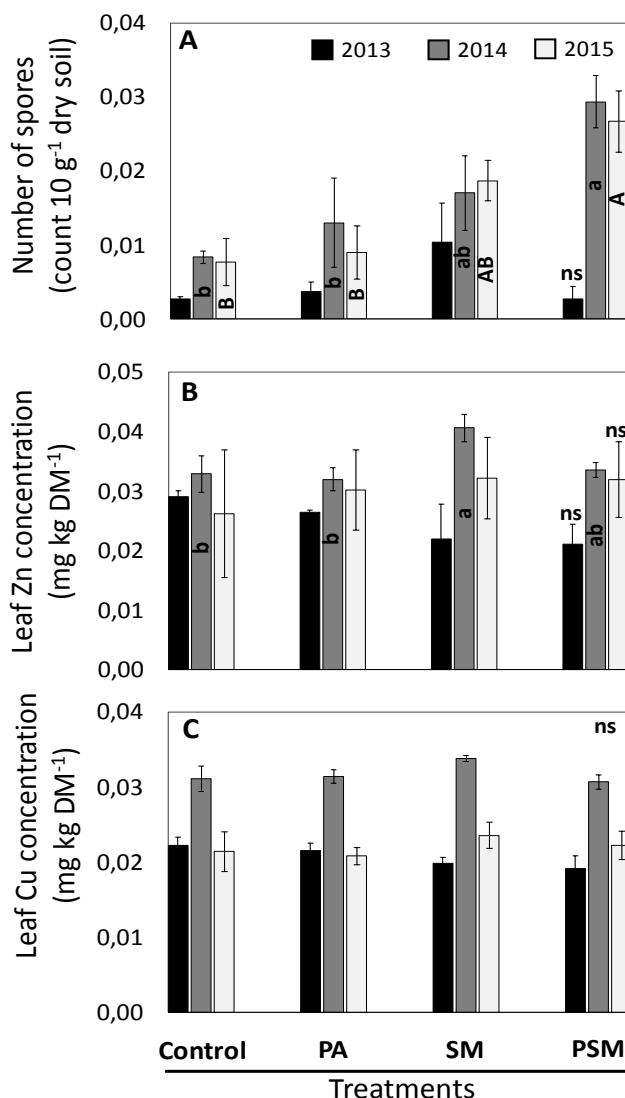 A
2013 2014 2015
Number of spores
(count 10 g⁻¹ dry soil)
0,04
0,03
0,02
0,01
0,00
b B b B ab AB ns a A
B
Leaf Zn concentration
(mg kg DM⁻¹)
0,05
0,04
0,03
0,02
0,01
0,00
b b a ns ab ns
C
Leaf Cu concentration
(mg kg DM⁻¹)
0,04
0,03
0,02
0,01
0,00
ns
Control PA SM PSM
Treatments